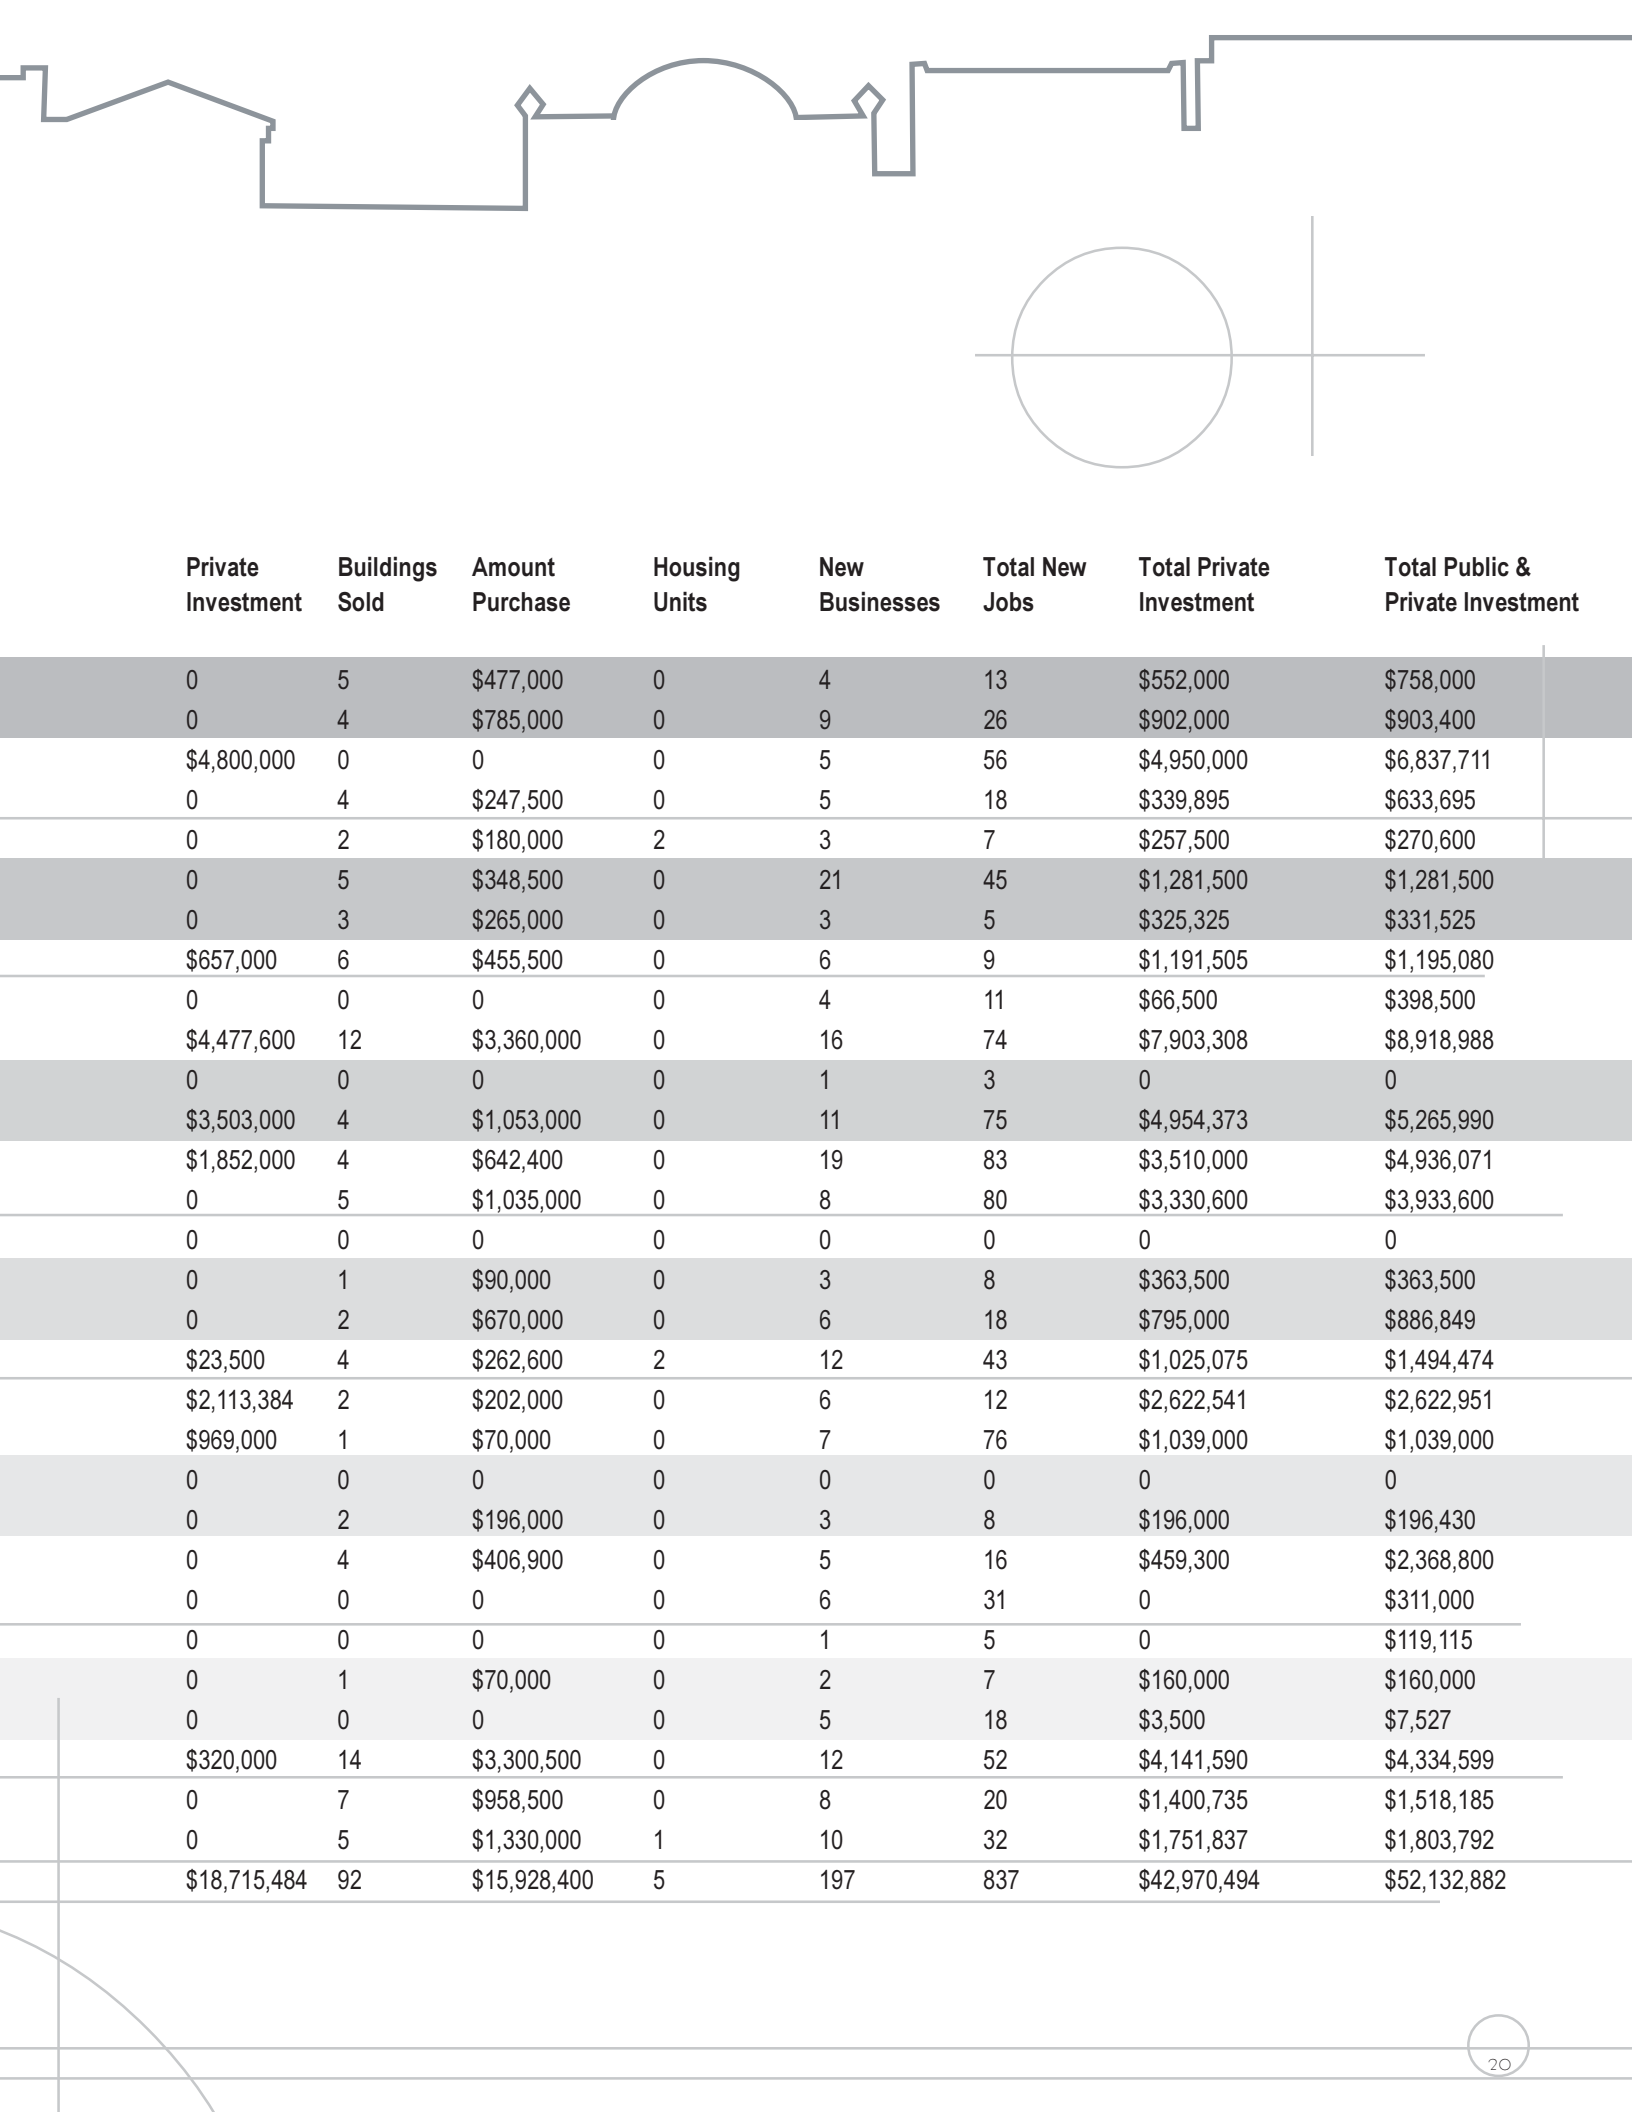 Private Buildings Amount Housing New Total New Total Private Total Public &
Investment Sold Purchase Units Businesses Jobs Investment Private Investment
0 5 $477,000 0 4 13 $552,000 $758,000
0 4 $785,000 0 9 26 $902,000 $903,400
$4,800,000 0 0 0 5 56 $4,950,000 $6,837,711
0 4 $247,500 0 5 18 $339,895 $633,695
0 2 $180,000 2 3 7 $257,500 $270,600
0 5 $348,500 0 21 45 $1,281,500 $1,281,500
0 3 $265,000 0 3 5 $325,325 $331,525
$657,000 6 $455,500 0 6 9 $1,191,505 $1,195,080
0 0 0 0 4 11 $66,500 $398,500
$4,477,600 12 $3,360,000 0 16 74 $7,903,308 $8,918,988
0 0 0 0 1 3 0 0
$3,503,000 4 $1,053,000 0 11 75 $4,954,373 $5,265,990
$1,852,000 4 $642,400 0 19 83 $3,510,000 $4,936,071
0 5 $1,035,000 0 8 80 $3,330,600 $3,933,600
0 0 0 0 0 0 0 0
0 1 $90,000 0 3 8 $363,500 $363,500
0 2 $670,000 0 6 18 $795,000 $886,849
$23,500 4 $262,600 2 12 43 $1,025,075 $1,494,474
$2,113,384 2 $202,000 0 6 12 $2,622,541 $2,622,951
$969,000 1 $70,000 0 7 76 $1,039,000 $1,039,000
0 0 0 0 0 0 0 0
0 2 $196,000 0 3 8 $196,000 $196,430
0 4 $406,900 0 5 16 $459,300 $2,368,800
0 0 0 0 6 31 0 $311,000
0 0 0 0 1 5 0 $119,115
0 1 $70,000 0 2 7 $160,000 $160,000
0 0 0 0 5 18 $3,500 $7,527
$320,000 14 $3,300,500 0 12 52 $4,141,590 $4,334,599
0 7 $958,500 0 8 20 $1,400,735 $1,518,185
0 5 $1,330,000 1 10 32 $1,751,837 $1,803,792
$18,715,484 92 $15,928,400 5 197 837 $42,970,494 $52,132,882
20